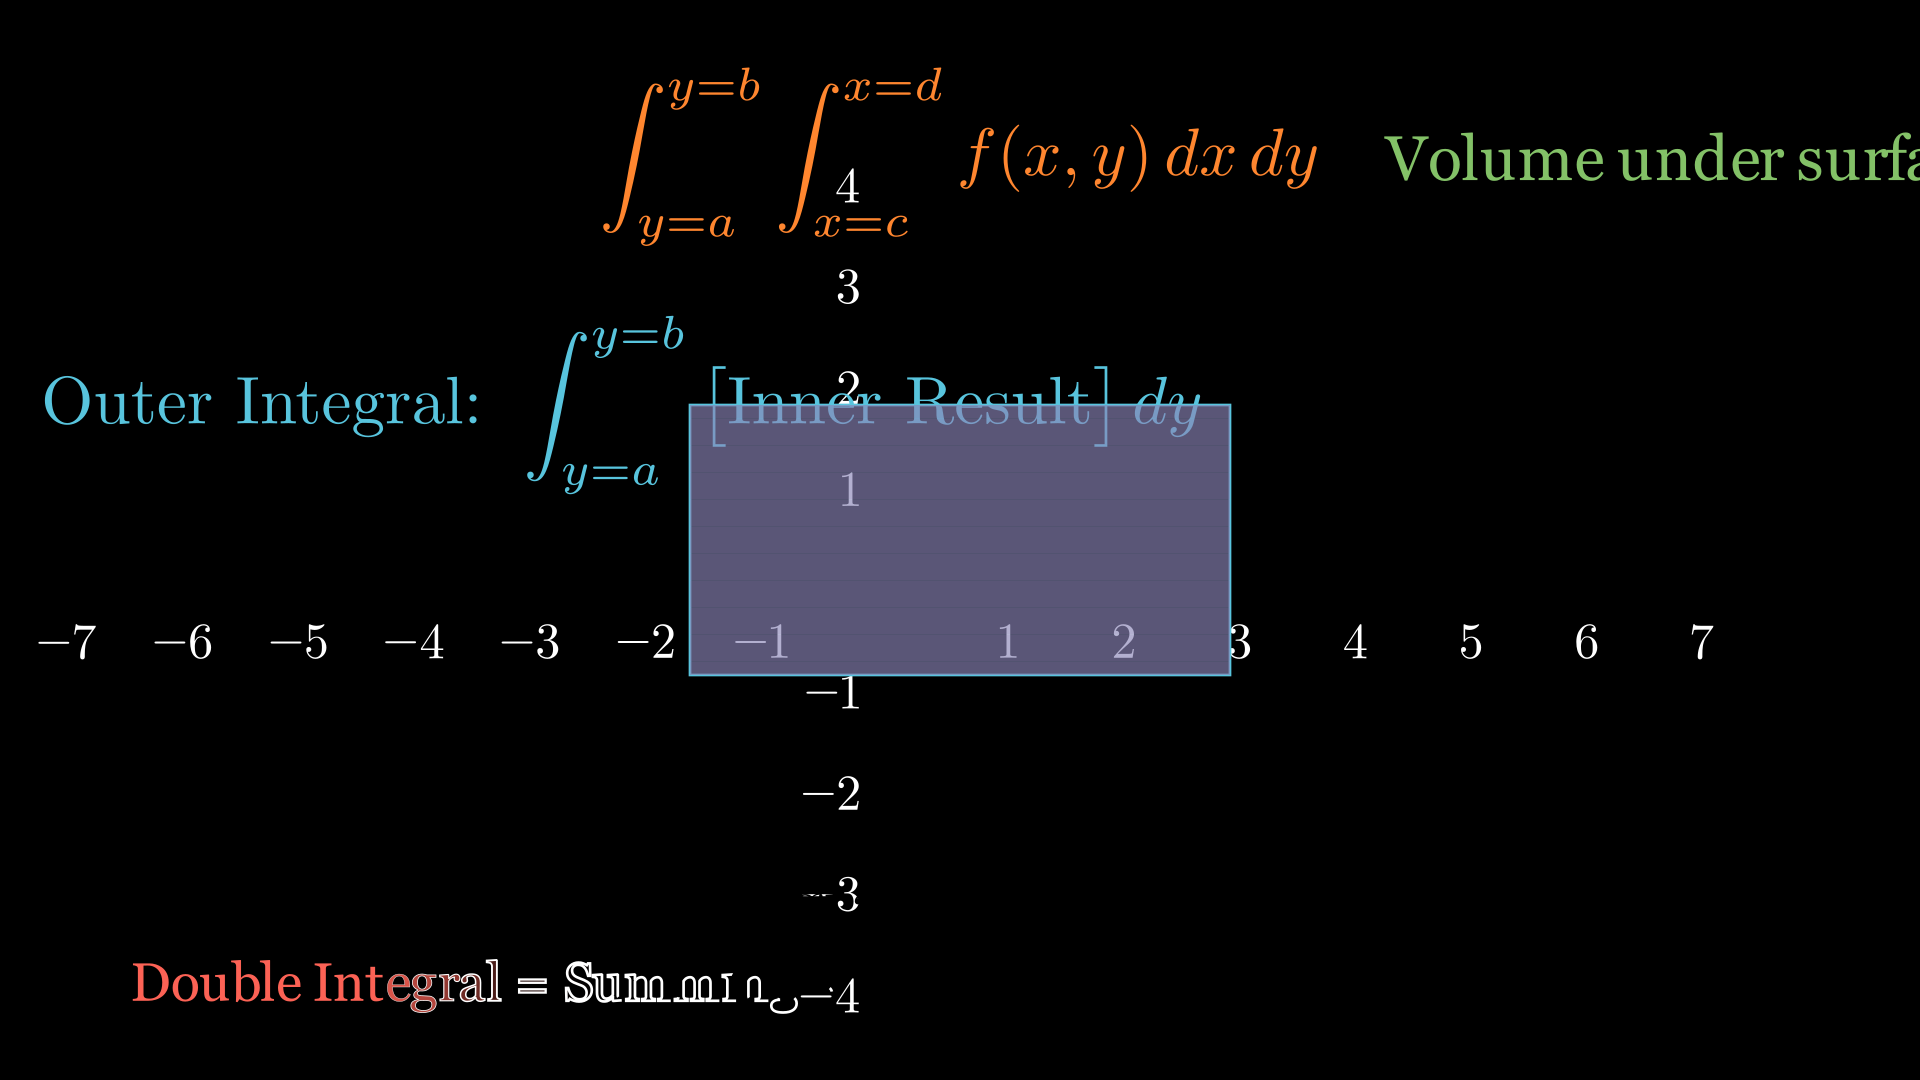 ∫_{y=a}^{y=b} ∫_{x=c}^{x=d} f(x, y) dx dy Volume under surfa
4
3
Outer Integral: ∫_{y=a}^{y=b} [Inner Result] dy
2
1
−7 −6 −5 −4 −3 −2 −1 1 2 3 4 5 6 7
−1
−2
−3
Double Integral = Summin
−4